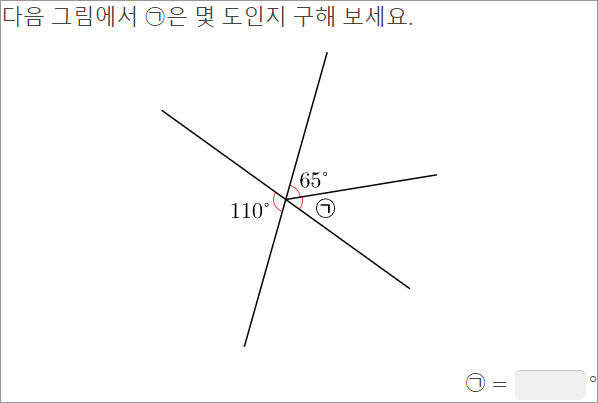 다음 그림에서 ㉠은 몇 도인지 구해 보세요.
65°
110°
㉠
㉠ = °